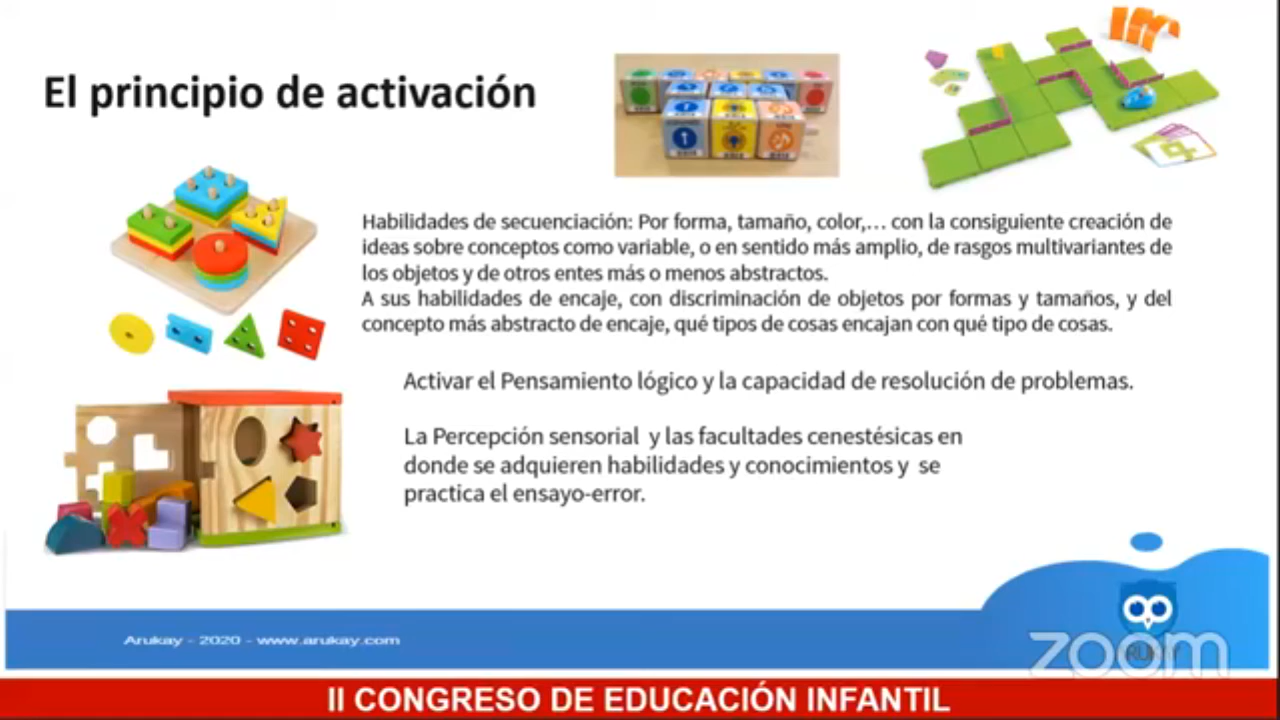 El principio de activación
Habilidades de secuenciación: Por forma, tamaño, color,... con la consiguiente creación de
ideas sobre conceptos como variable, o en sentido más amplio, de rasgos multivariantes de
los objetos y de otros entes más o menos abstractos.
A sus habilidades de encaje, con discriminación de objetos por formas y tamaños, y del
concepto más abstracto de encaje, qué tipos de cosas encajan con qué tipo de cosas.
Activar el Pensamiento lógico y la capacidad de resolución de problemas.
La Percepción sensorial y las facultades cenestésicas en
donde se adquieren habilidades y conocimientos y se
practica el ensayo-error.
Arukay - 2020 - www.arukay.com
zoom
II CONGRESO DE EDUCACIÓN INFANTIL